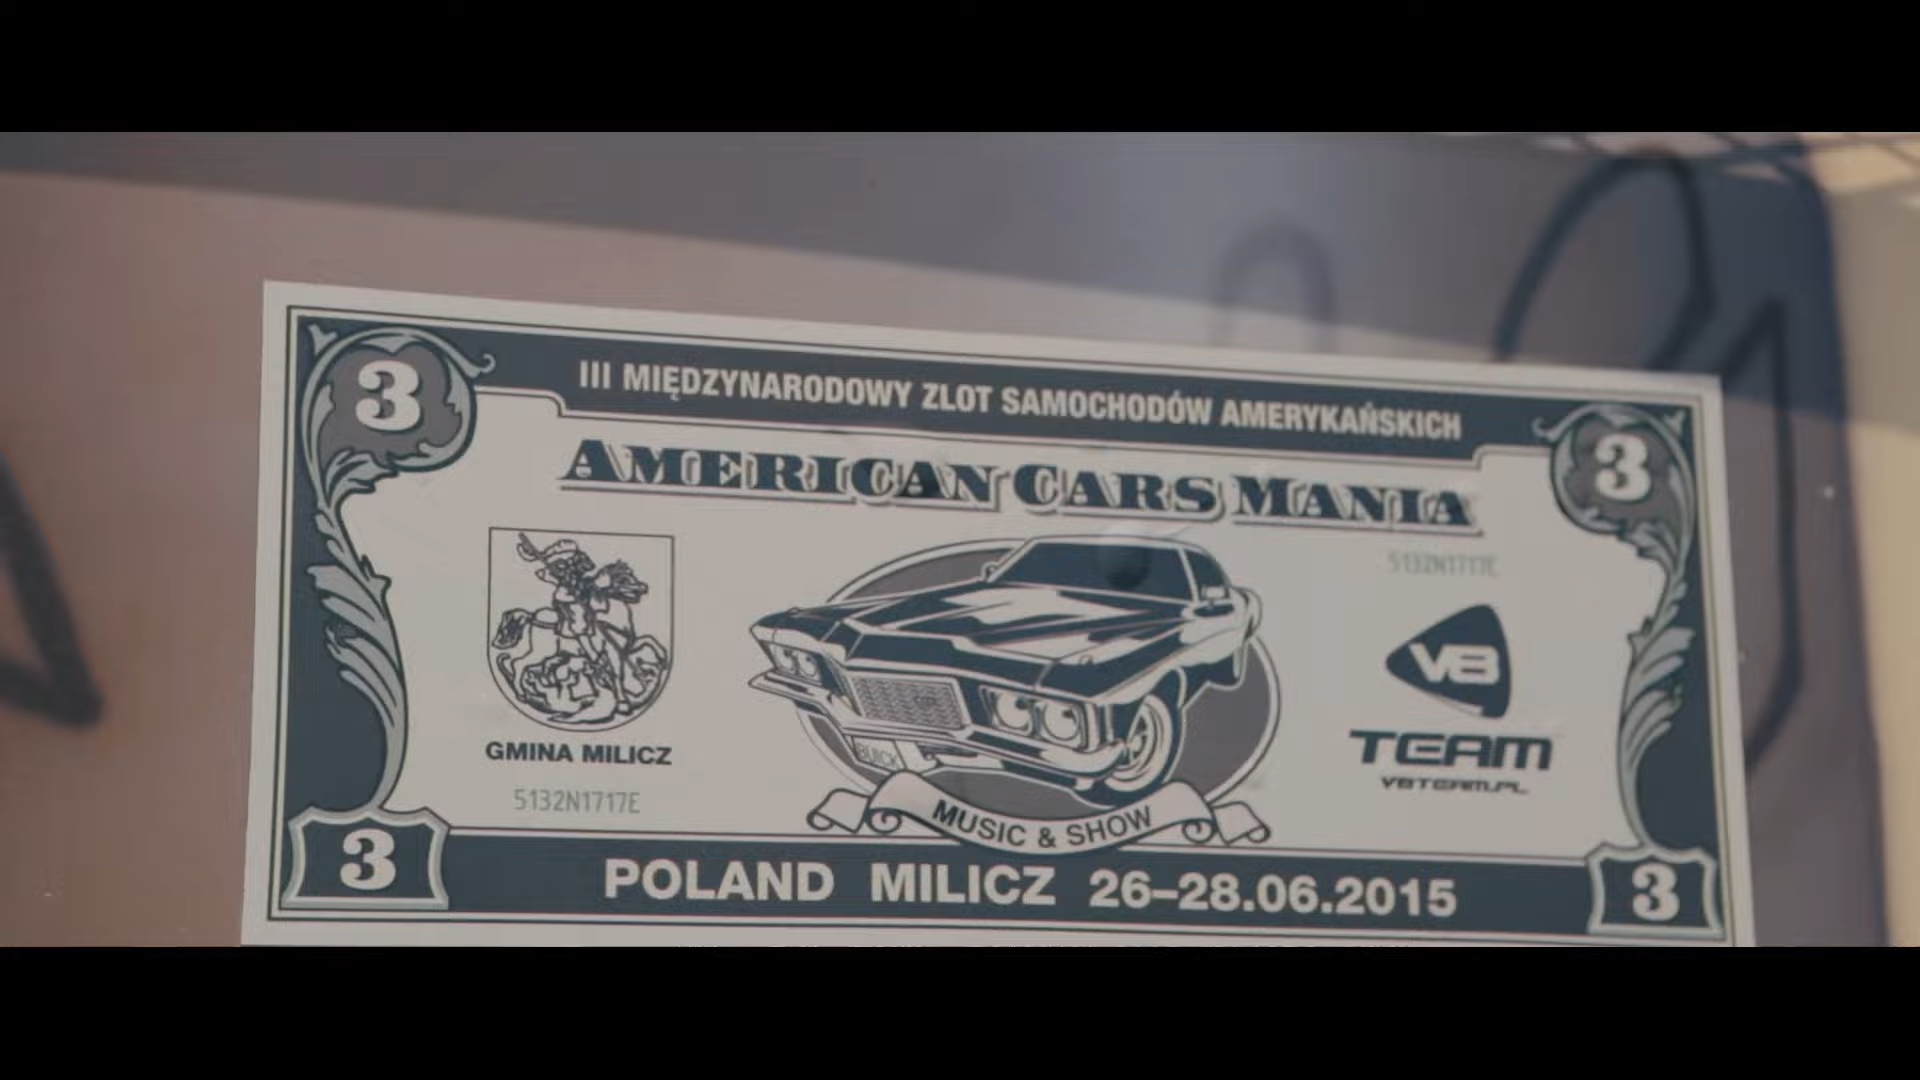 3
III MIĘDZYNARODOWY ZLOT SAMOCHODÓW AMERYKAŃSKICH
3
AMERICAN CARS MANIA
5132N1717E
V8
TEAM
V8TEAM.PL
GMINA MILICZ
5132N1717E
BUICK
MUSIC & SHOW
3
POLAND MILICZ 26–28.06.2015
3